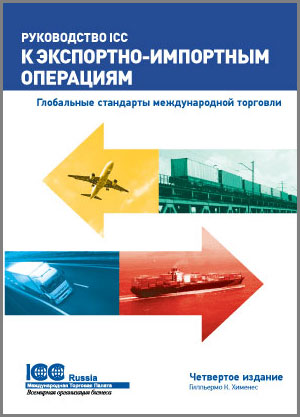 РУКОВОДСТВО ICC
К ЭКСПОРТНО-ИМПОРТНЫМ
ОПЕРАЦИЯМ
Глобальные стандарты международной торговли
ICC Russia
Международная Торговая Палата
Всемирная организация бизнеса
Четвертое издание
Гилльермо К. Хименес